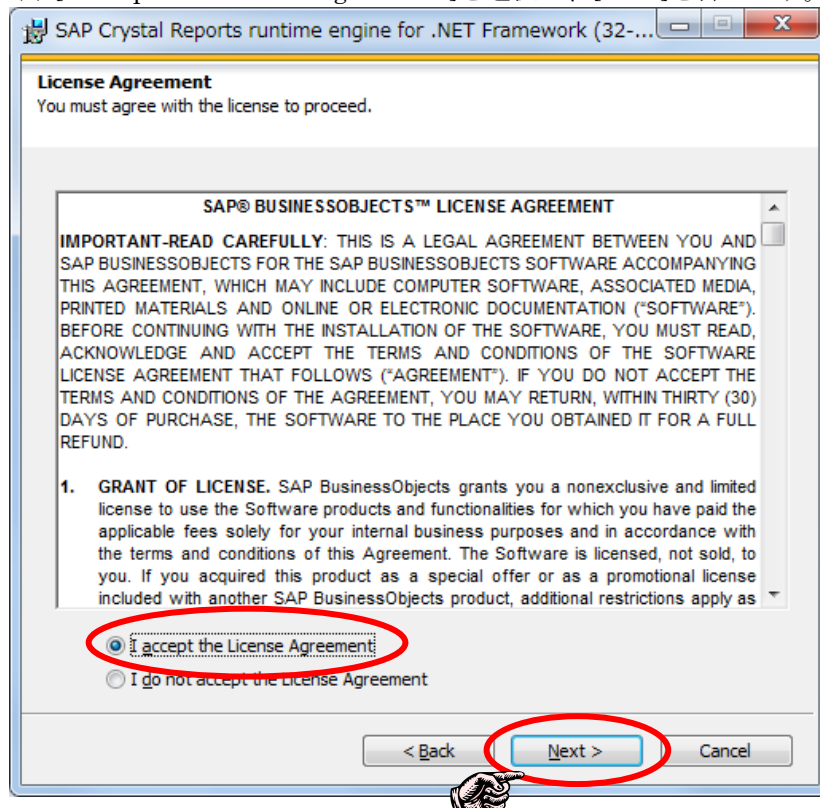 SAP Crystal Reports runtime engine for .NET Framework (32-...
License Agreement
You must agree with the license to proceed.
SAP® BUSINESSOBJECTS™ LICENSE AGREEMENT
IMPORTANT-READ CAREFULLY: THIS IS A LEGAL AGREEMENT BETWEEN YOU AND
SAP BUSINESSOBJECTS FOR THE SAP BUSINESSOBJECTS SOFTWARE ACCOMPANYING
THIS AGREEMENT, WHICH MAY INCLUDE COMPUTER SOFTWARE, ASSOCIATED MEDIA,
PRINTED MATERIALS AND ONLINE OR ELECTRONIC DOCUMENTATION (“SOFTWARE”).
BEFORE CONTINUING WITH THE INSTALLATION OF THE SOFTWARE, YOU MUST READ,
ACKNOWLEDGE AND ACCEPT THE TERMS AND CONDITIONS OF THE SOFTWARE
LICENSE AGREEMENT THAT FOLLOWS (“AGREEMENT”). IF YOU DO NOT ACCEPT THE
TERMS AND CONDITIONS OF THE AGREEMENT, YOU MAY RETURN, WITHIN THIRTY (30)
DAYS OF PURCHASE, THE SOFTWARE TO THE PLACE YOU OBTAINED IT FOR A FULL
REFUND.
1. GRANT OF LICENSE. SAP BusinessObjects grants you a nonexclusive and limited
license to use the Software products and functionalities for which you have paid the
applicable fees solely for your internal business purposes and in accordance with
the terms and conditions of this Agreement. The Software is licensed, not sold, to
you. If you acquired this product as a special offer or as a promotional license
included with another SAP BusinessObjects product, additional restrictions apply as
I accept the License Agreement
I do not accept the License Agreement
< Back Next > Cancel